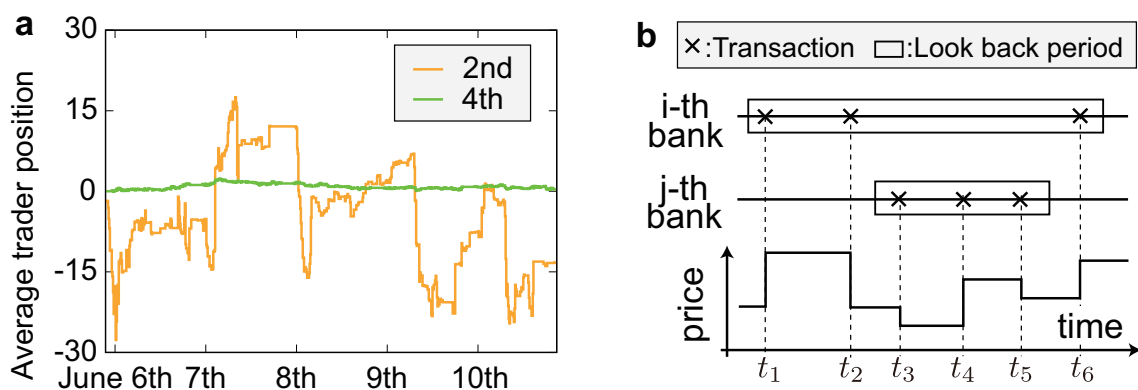 a
Average trader position
30
15
0
-15
-30
2nd
4th
June 6th 7th 8th 9th 10th
b
×:Transaction :Look back period
i-th
bank
j-th
bank
price
time
t1 t2 t3 t4 t5 t6